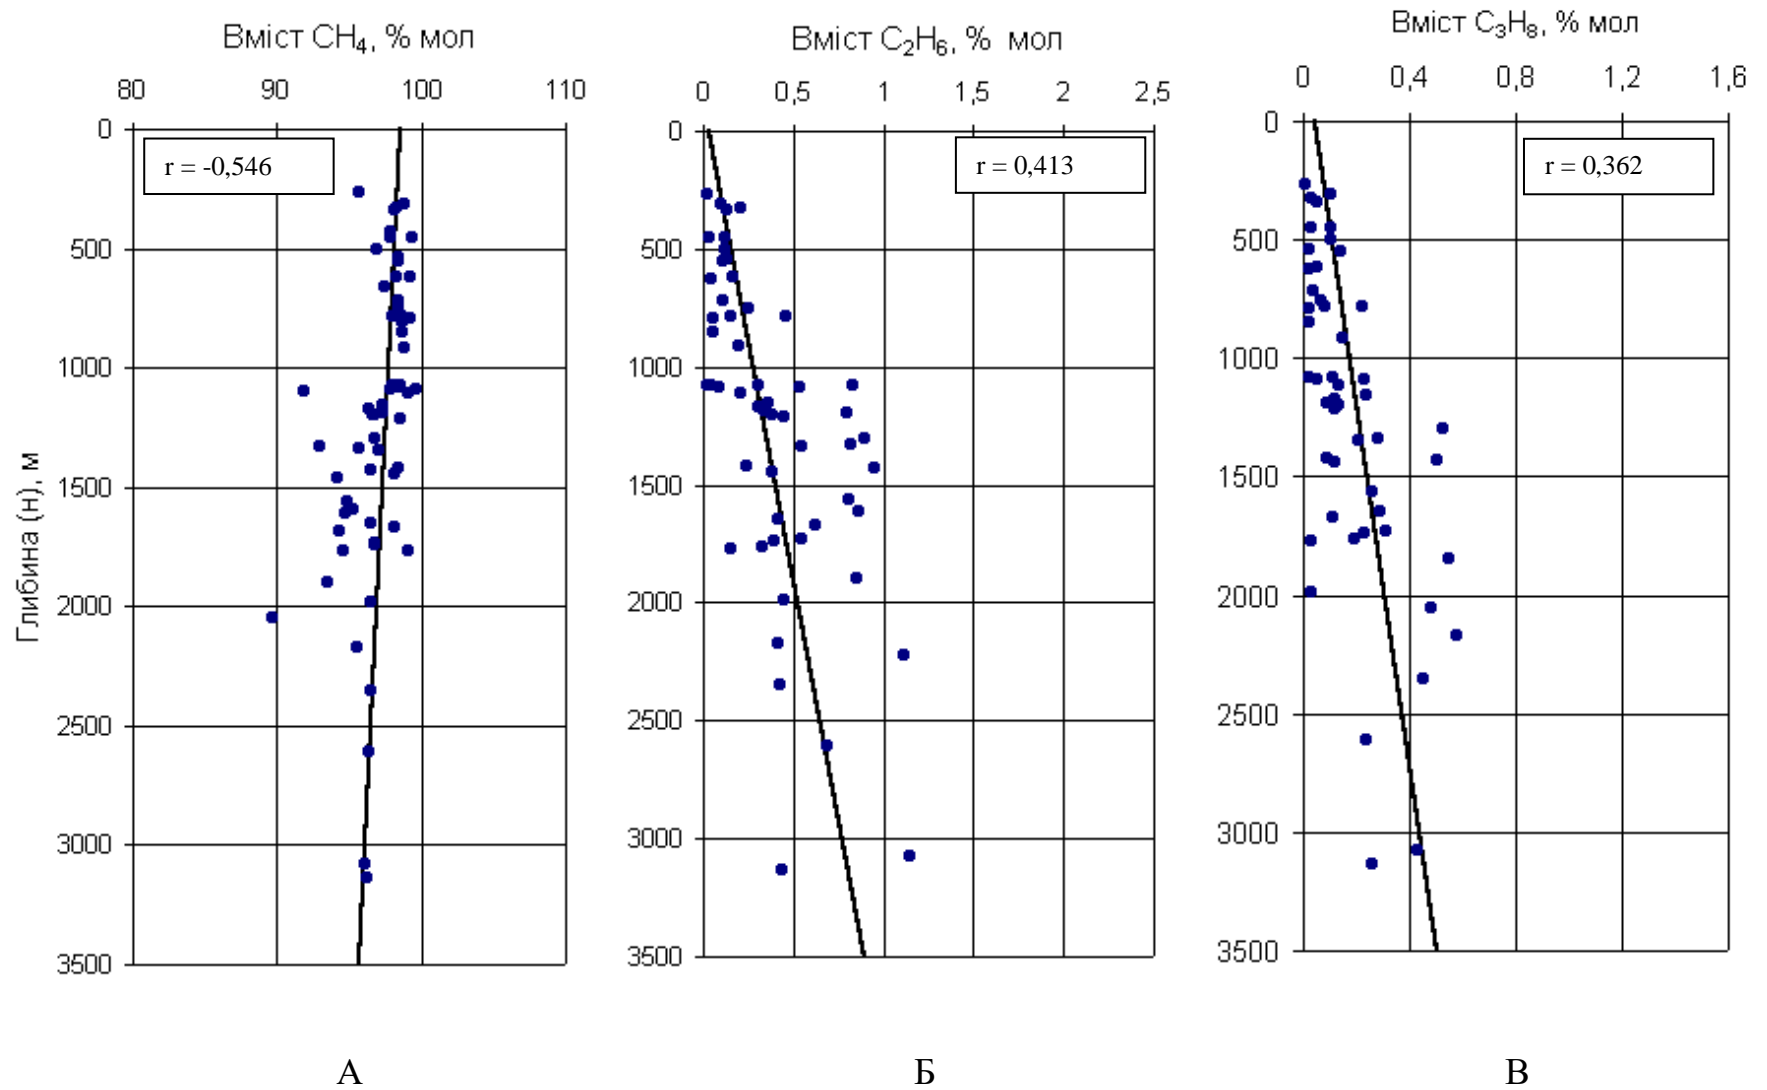 Вміст CH₄, % мол
80 90 100 110
0
r = -0,546
500
1000
1500
2000
2500
3000
3500
Глибина (н), м
А
Вміст C₂H₆, % мол
0 0,5 1 1,5 2 2,5
0
r = 0,413
500
1000
1500
2000
2500
3000
3500
Б
Вміст C₃H₈, % мол
0 0,4 0,8 1,2 1,6
0
r = 0,362
500
1000
1500
2000
2500
3000
3500
В